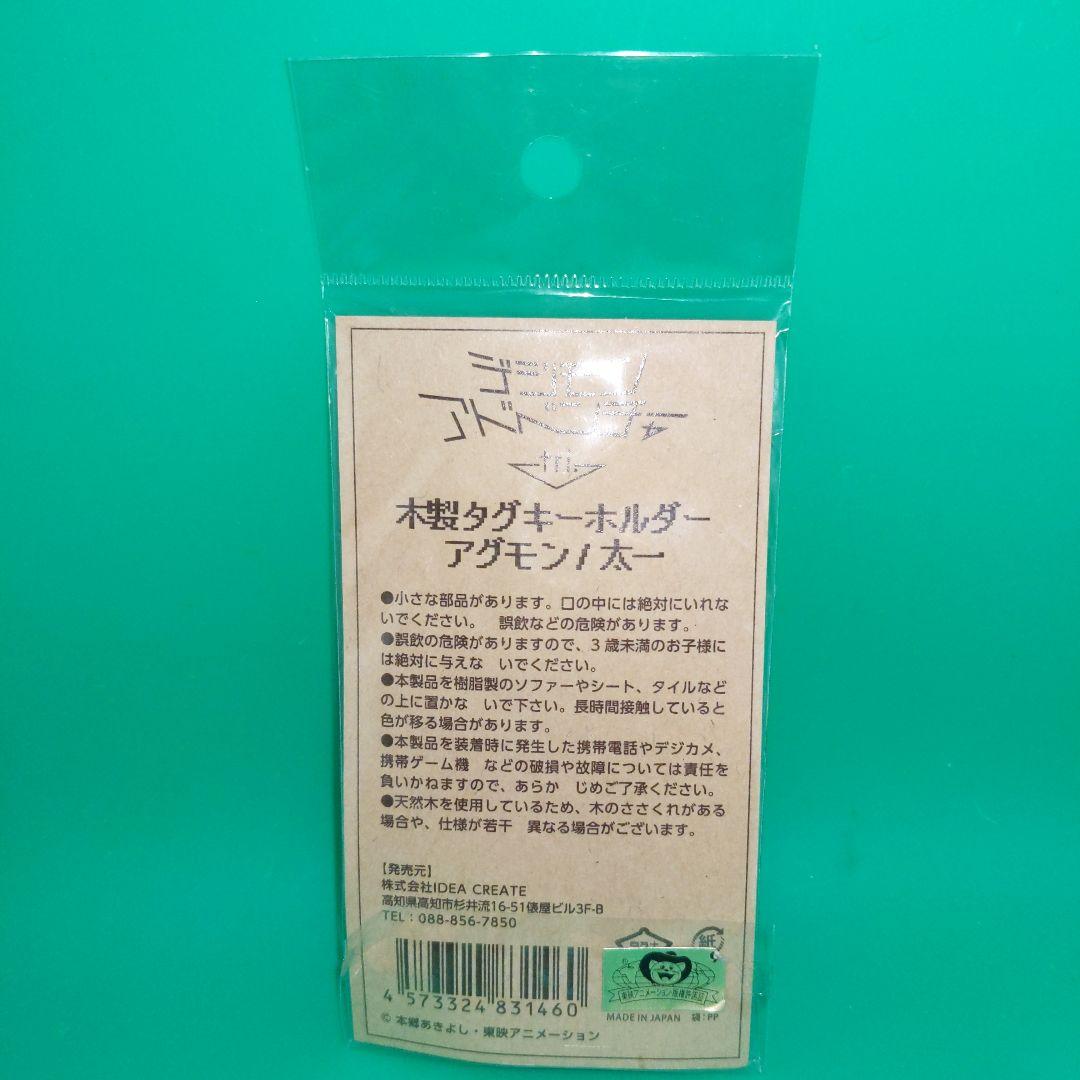 デジモン
アドベンチャー
tri.
木製タグキーホルダー
アグモン/太一
●小さな部品があります。口の中には絶対にいれな
いでください。　誤飲などの危険があります。
●誤飲の危険がありますので、3歳未満のお子様に
は絶対に与えな　いでください。
●本製品を樹脂製のソファーやシート、タイルなど
の上に置かな　いで下さい。長時間接触していると
色が移る場合があります。
●本製品を装着時に発生した携帯電話やデジカメ、
携帯ゲーム機　などの破損や故障については責任を
負いかねますので、あらか　じめご了承ください。
●天然木を使用しているため、木のささくれがある
場合や、仕様が若干　異なる場合がございます。
【発売元】
株式会社IDEA CREATE
高知県高知市杉井流16-51俵屋ビル3F-B
TEL：088-856-7850
紙
東映アニメーション版権許諾証
4 573324 831460
MADE IN JAPAN 袋：PP
© 本郷あきよし・東映アニメーション